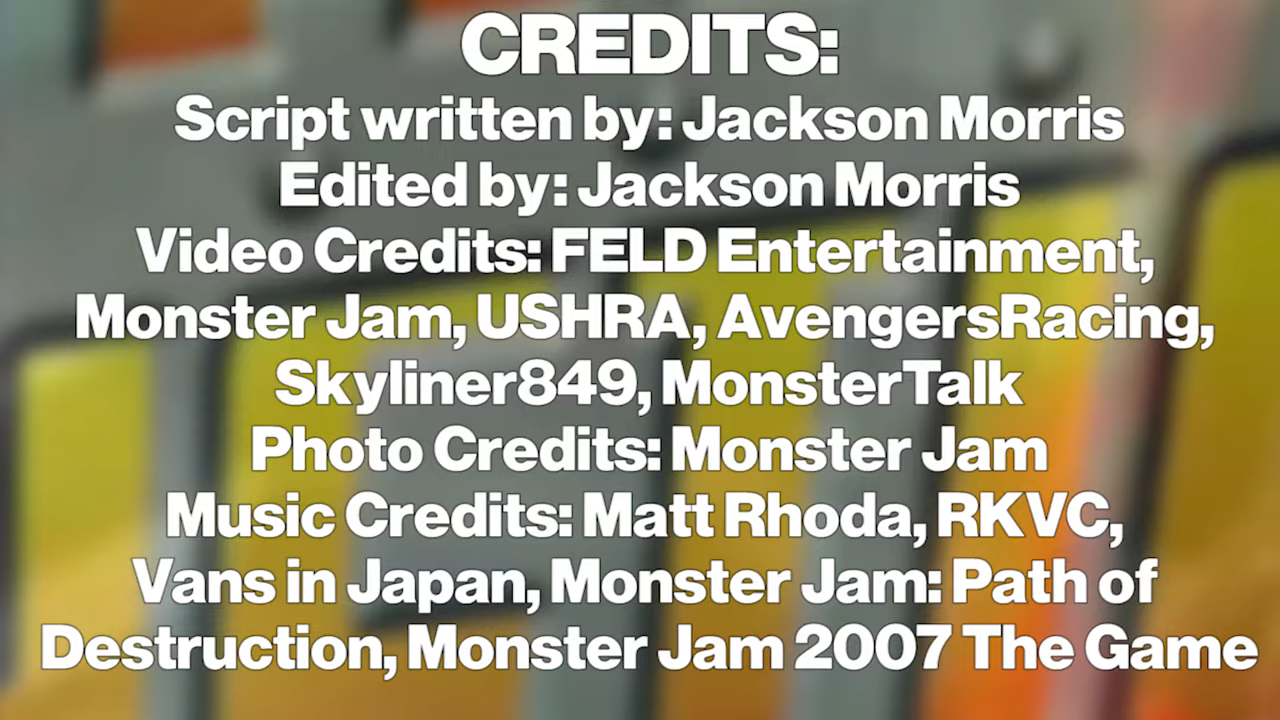 CREDITS:
Script written by: Jackson Morris
Edited by: Jackson Morris
Video Credits: FELD Entertainment,
Monster Jam, USHRA, AvengersRacing,
Skyliner849, MonsterTalk
Photo Credits: Monster Jam
Music Credits: Matt Rhoda, RKVC,
Vans in Japan, Monster Jam: Path of
Destruction, Monster Jam 2007 The Game